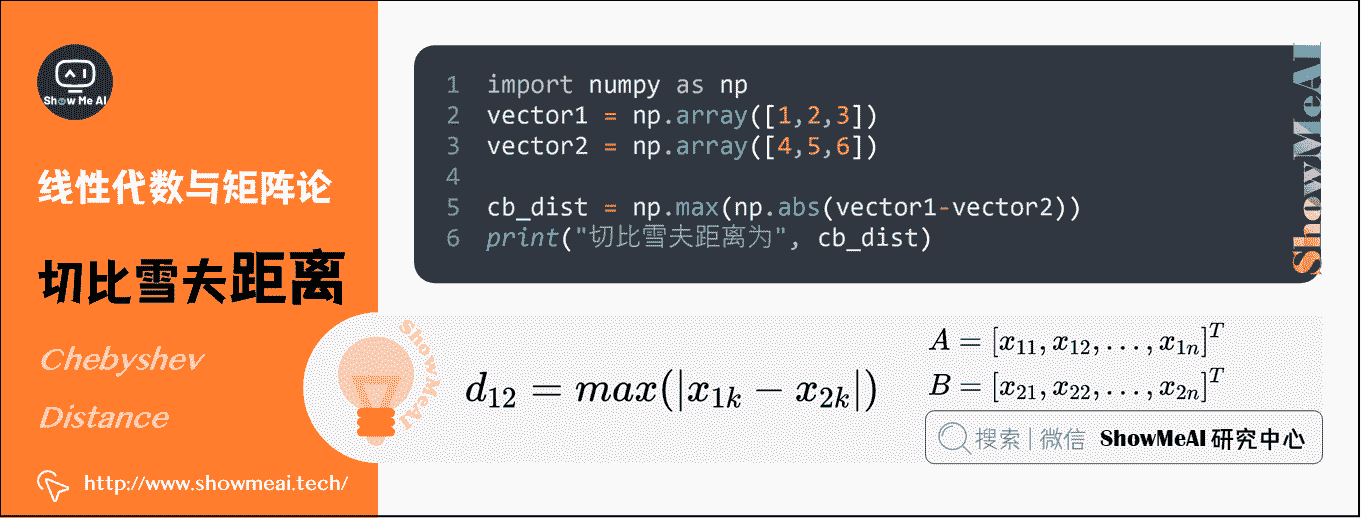 Show Me AI
线性代数与矩阵论
切比雪夫距离
Chebyshev
Distance
http://www.showmeai.tech/
1 import numpy as np
2 vector1 = np.array([1,2,3])
3 vector2 = np.array([4,5,6])
4
5 cb_dist = np.max(np.abs(vector1-vector2))
6 print("切比雪夫距离为", cb_dist)
ShowMeAI
ShowMeAI
d_{12} = max(|x_{1k} − x_{2k}|)
A = [x_{11}, x_{12}, ..., x_{1n}]^T
B = [x_{21}, x_{22}, ..., x_{2n}]^T
搜索 | 微信 ShowMeAI 研究中心